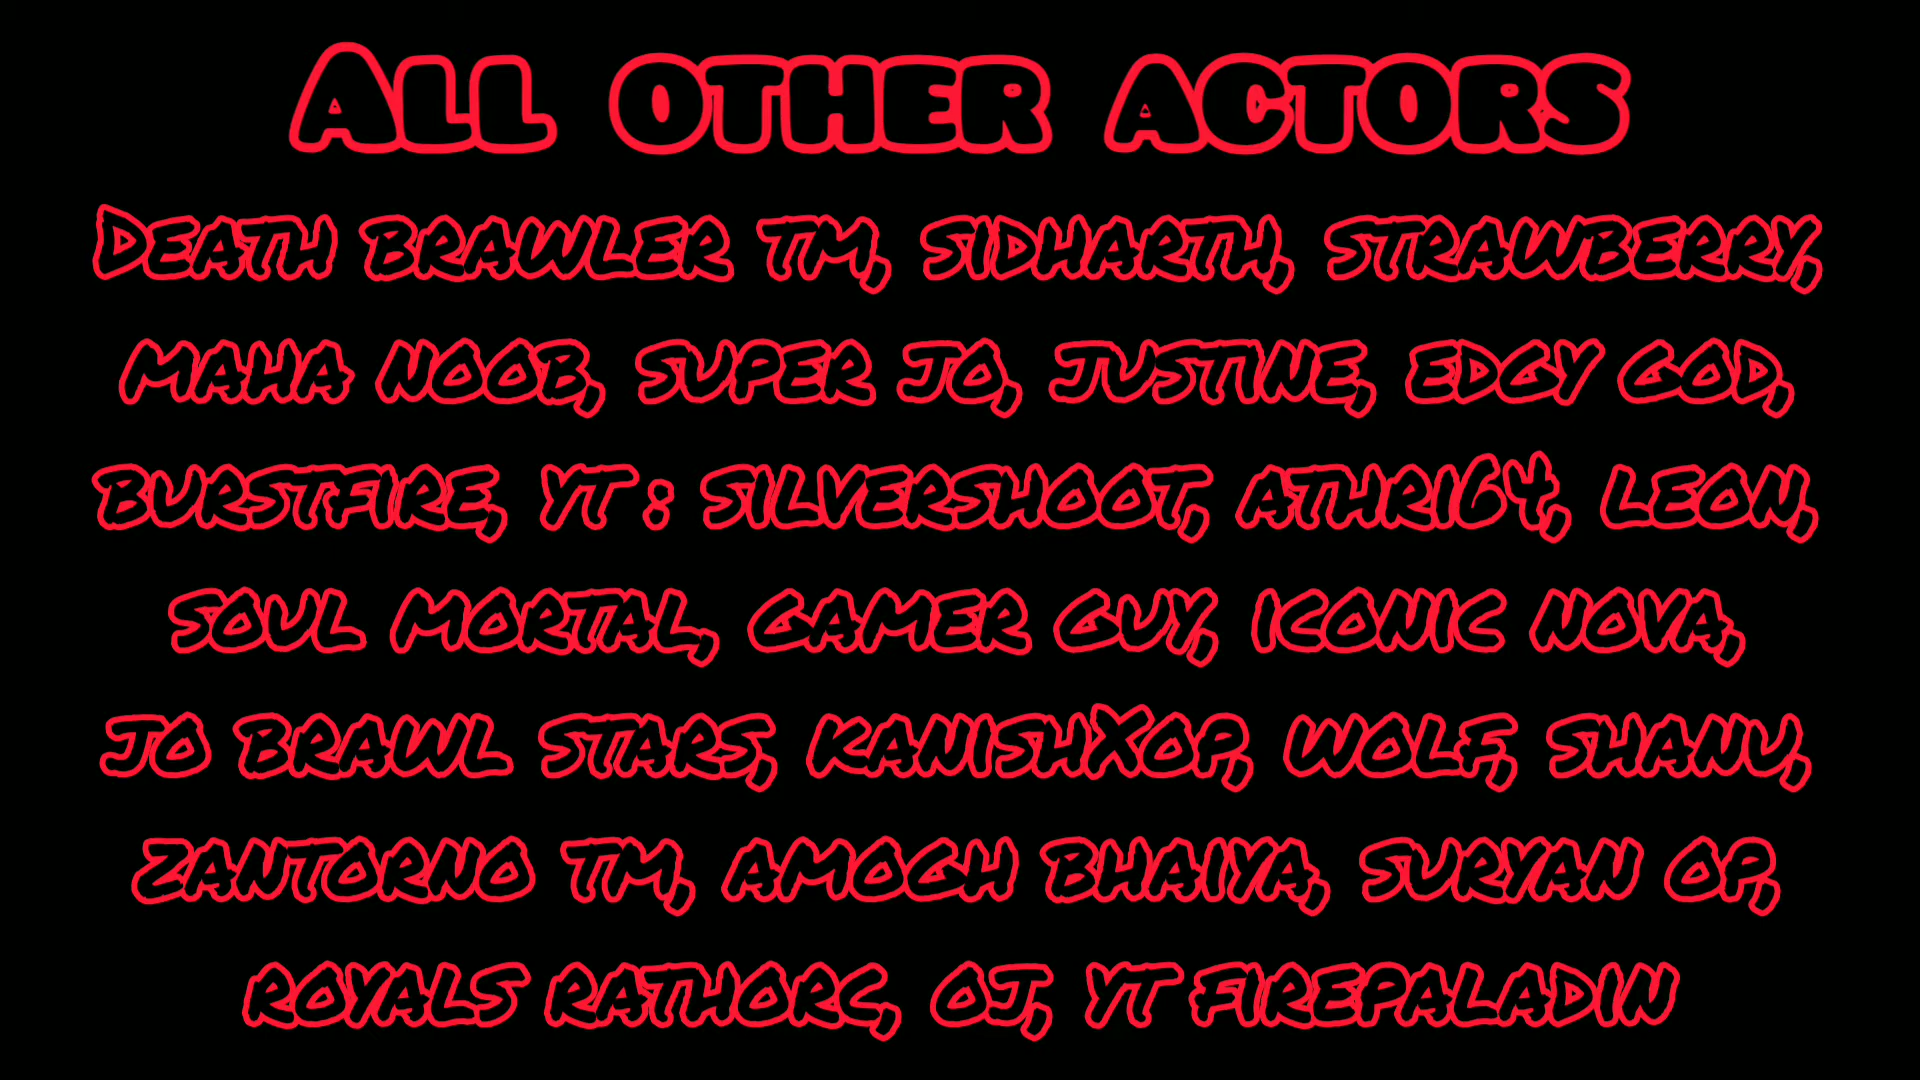 All other actors
Death brawler tm, sidharth, strawberry,
maha noob, super jo, justine, edgy god,
burstfire, yt : silvershoot, athri64, leon,
soul mortal, gamer guy, iconic nova,
jo brawl stars, kanishXop, wolf, shanu,
zantorno tm, amogh bhaiya, suryan op,
royals rathorc, oj, yt firepaladin